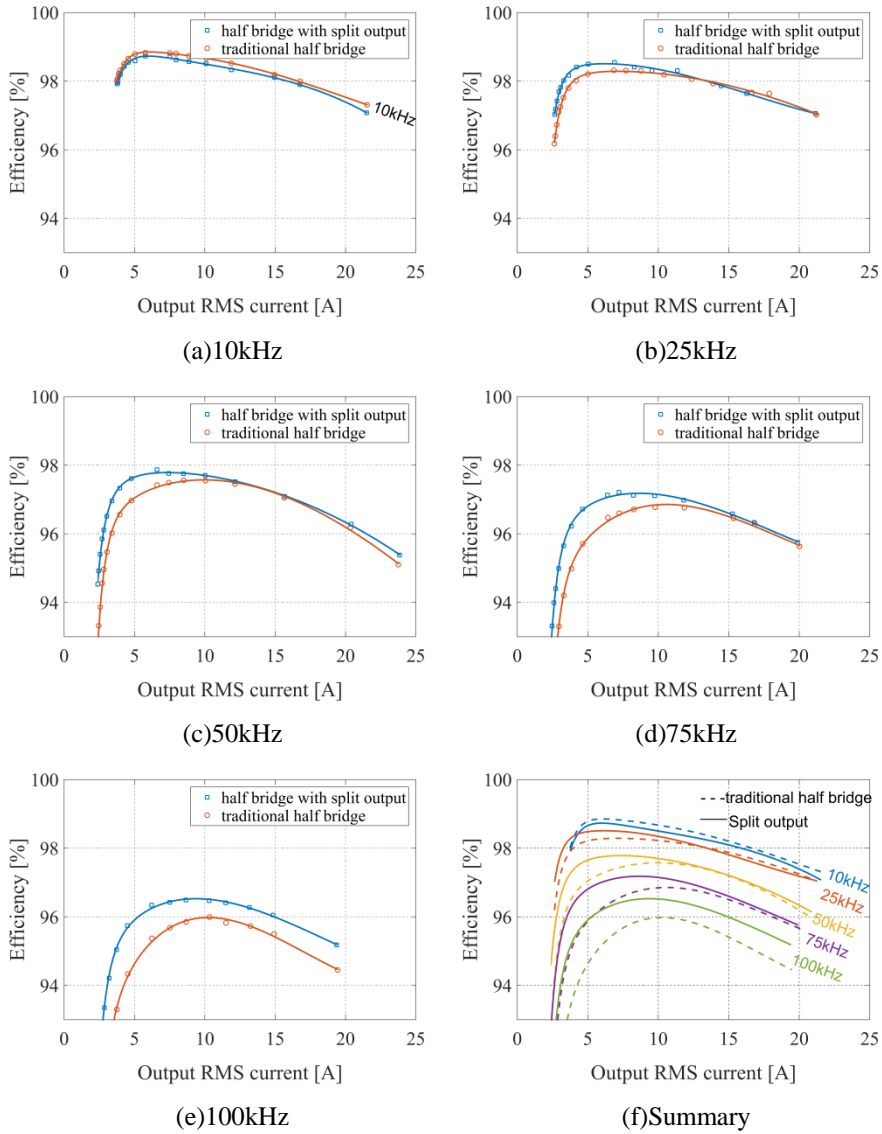 half bridge with split output
traditional half bridge
98
96
94
Efficiency [%]
10kHz
0 5 10 15 20 25
Output RMS current [A]
(a)10kHz
half bridge with split output
traditional half bridge
98
96
94
Efficiency [%]
0 5 10 15 20 25
Output RMS current [A]
(b)25kHz
100
98
96
94
Efficiency [%]
half bridge with split output
traditional half bridge
0 5 10 15 20 25
Output RMS current [A]
(c)50kHz
100
98
96
94
Efficiency [%]
half bridge with split output
traditional half bridge
0 5 10 15 20 25
Output RMS current [A]
(d)75kHz
100
98
96
94
Efficiency [%]
half bridge with split output
traditional half bridge
0 5 10 15 20 25
Output RMS current [A]
(e)100kHz
100
98
96
94
Efficiency [%]
traditional half bridge
Split output
10kHz
25kHz
50kHz
75kHz
100kHz
0 5 10 15 20 25
Output RMS current [A]
(f)Summary